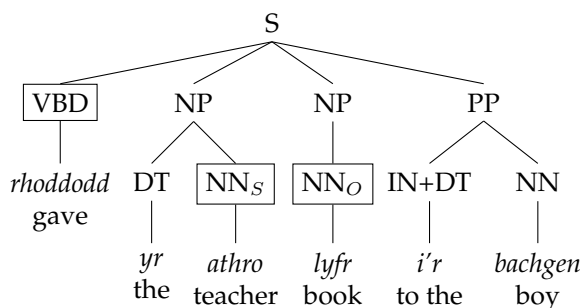 S
VBD NP NP PP
rhoddodd DT NN_S NN_O IN+DT NN
gave
yr athro lyfr i'r bachgen
the teacher book to the boy